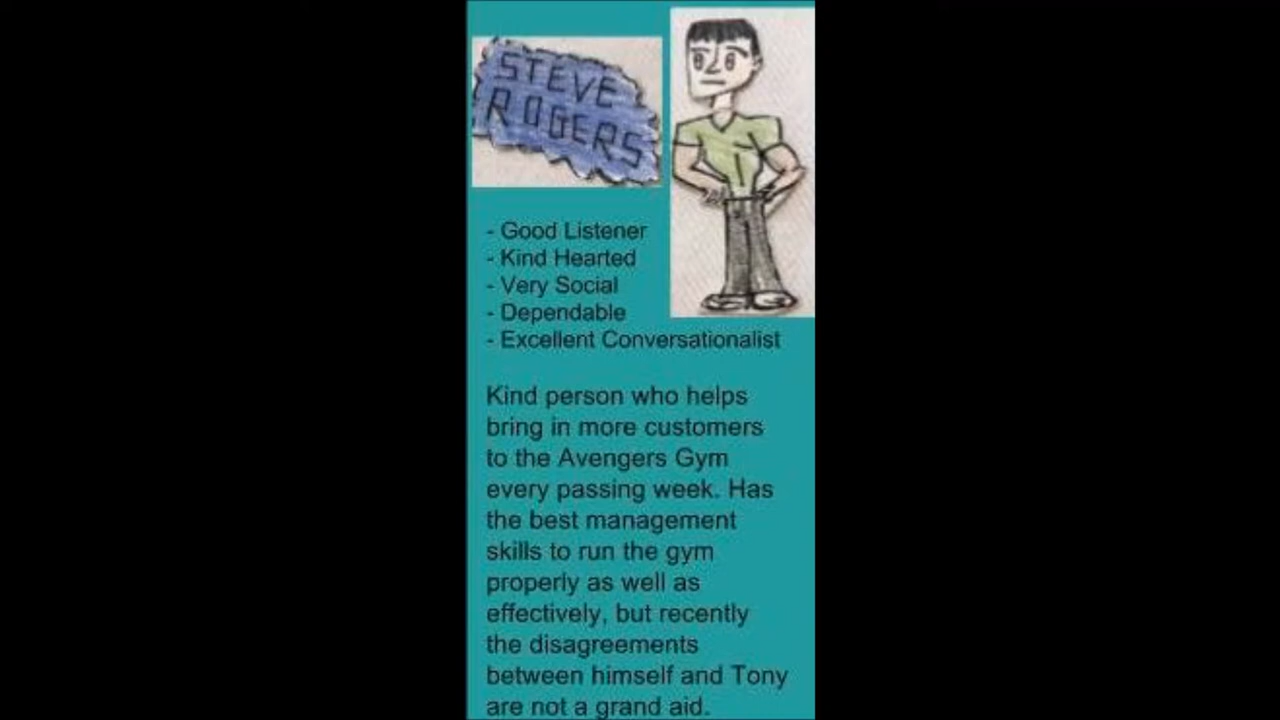 STEVE
ROGERS
- Good Listener
- Kind Hearted
- Very Social
- Dependable
- Excellent Conversationalist
Kind person who helps
bring in more customers
to the Avengers Gym
every passing week. Has
the best management
skills to run the gym
properly as well as
effectively, but recently
the disagreements
between himself and Tony
are not a grand aid.